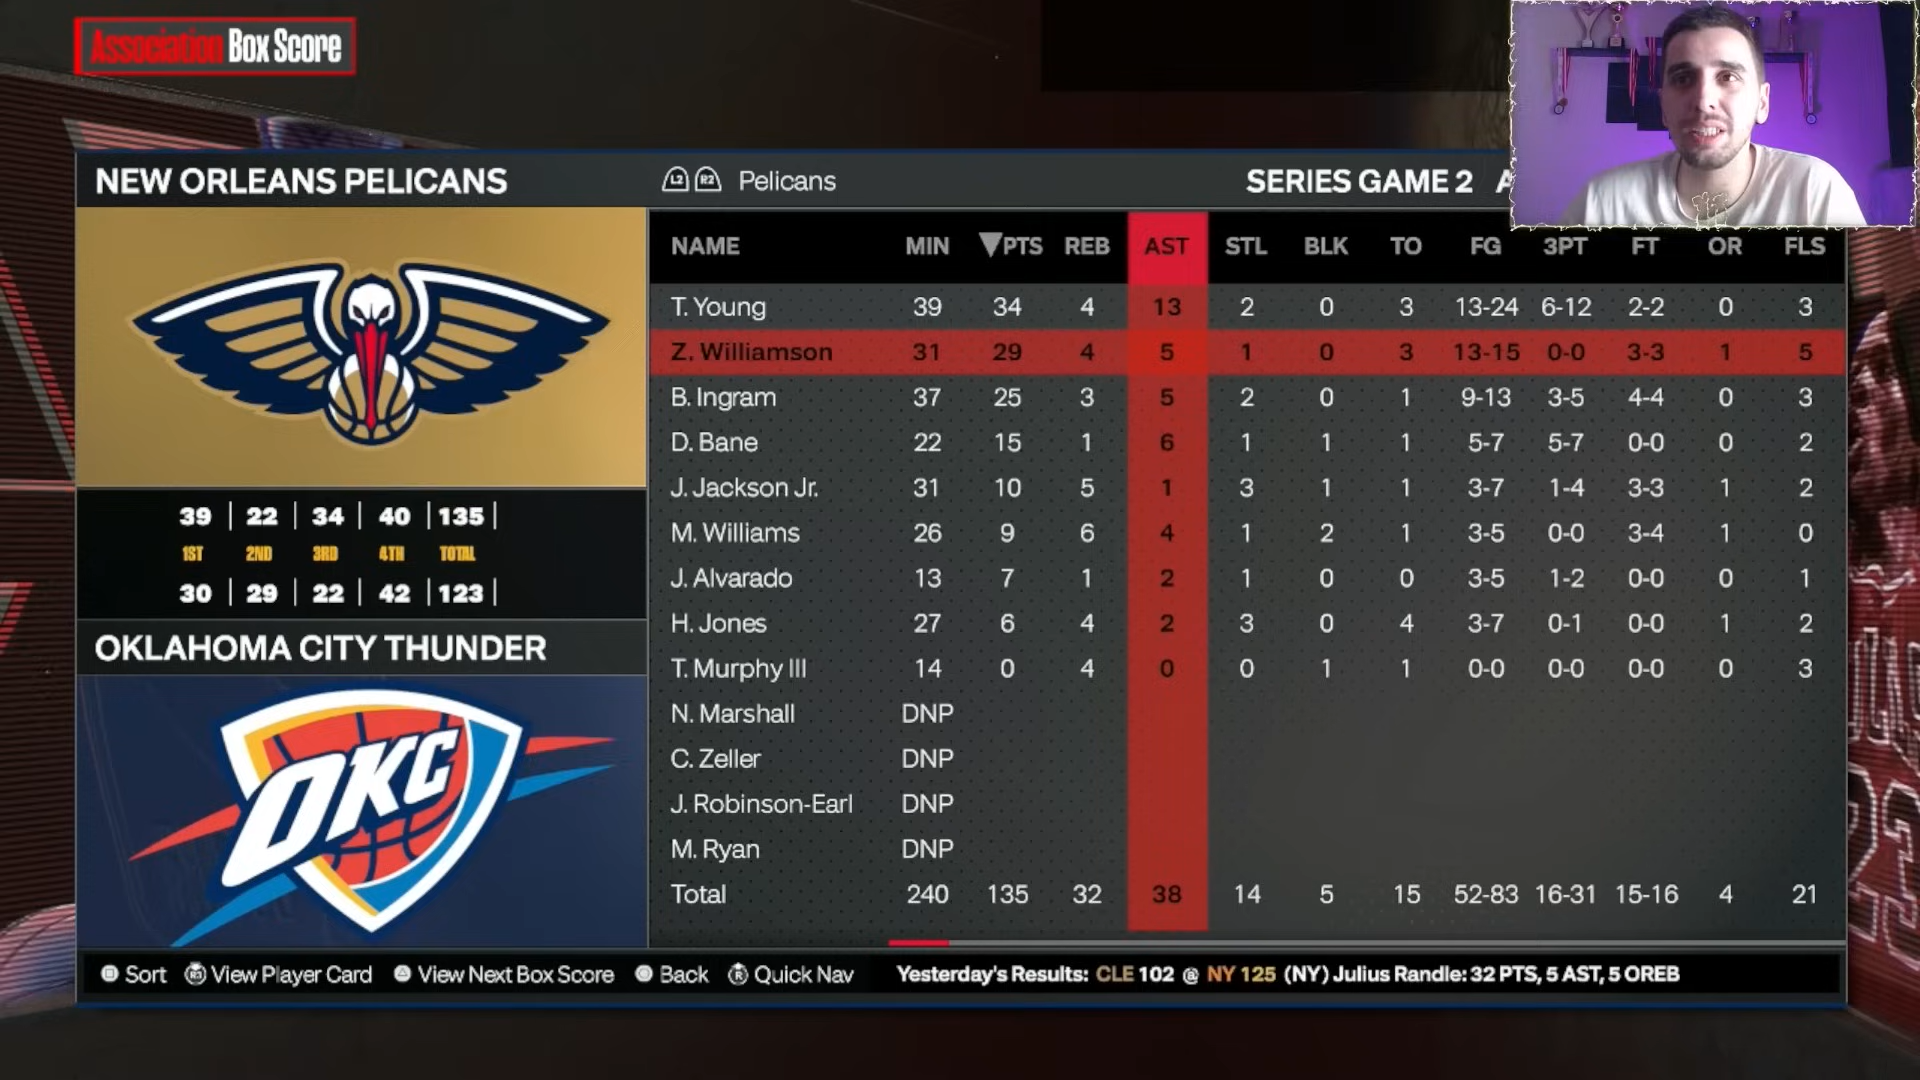 Association Box Score
NEW ORLEANS PELICANS
L2 R2 Pelicans
SERIES GAME 2
NAME MIN PTS REB AST STL BLK TO FG 3PT FT OR FLS
T. Young 39 34 4 13 2 0 3 13-24 6-12 2-2 0 3
Z. Williamson 31 29 4 5 1 0 3 13-15 0-0 3-3 1 5
B. Ingram 37 25 3 5 2 0 1 9-13 3-5 4-4 0 3
D. Bane 22 15 1 6 1 1 1 5-7 5-7 0-0 0 2
J. Jackson Jr. 31 10 5 1 3 1 1 3-7 1-4 3-3 1 2
M. Williams 26 9 6 4 1 2 1 3-5 0-0 3-4 1 0
J. Alvarado 13 7 1 2 1 0 0 3-5 1-2 0-0 0 1
H. Jones 27 6 4 2 3 0 4 3-7 0-1 0-0 1 2
T. Murphy III 14 0 4 0 0 1 1 0-0 0-0 0-0 0 3
N. Marshall DNP
C. Zeller DNP
J. Robinson-Earl DNP
M. Ryan DNP
Total 240 135 32 38 14 5 15 52-83 16-31 15-16 4 21
39 | 22 | 34 | 40 | 135 |
1ST 2ND 3RD 4TH TOTAL
30 | 29 | 22 | 42 | 123 |
OKLAHOMA CITY THUNDER
OKC
Sort View Player Card View Next Box Score Back Quick Nav
Yesterday's Results: CLE 102 @ NY 125 (NY) Julius Randle: 32 PTS, 5 AST, 5 OREB
23